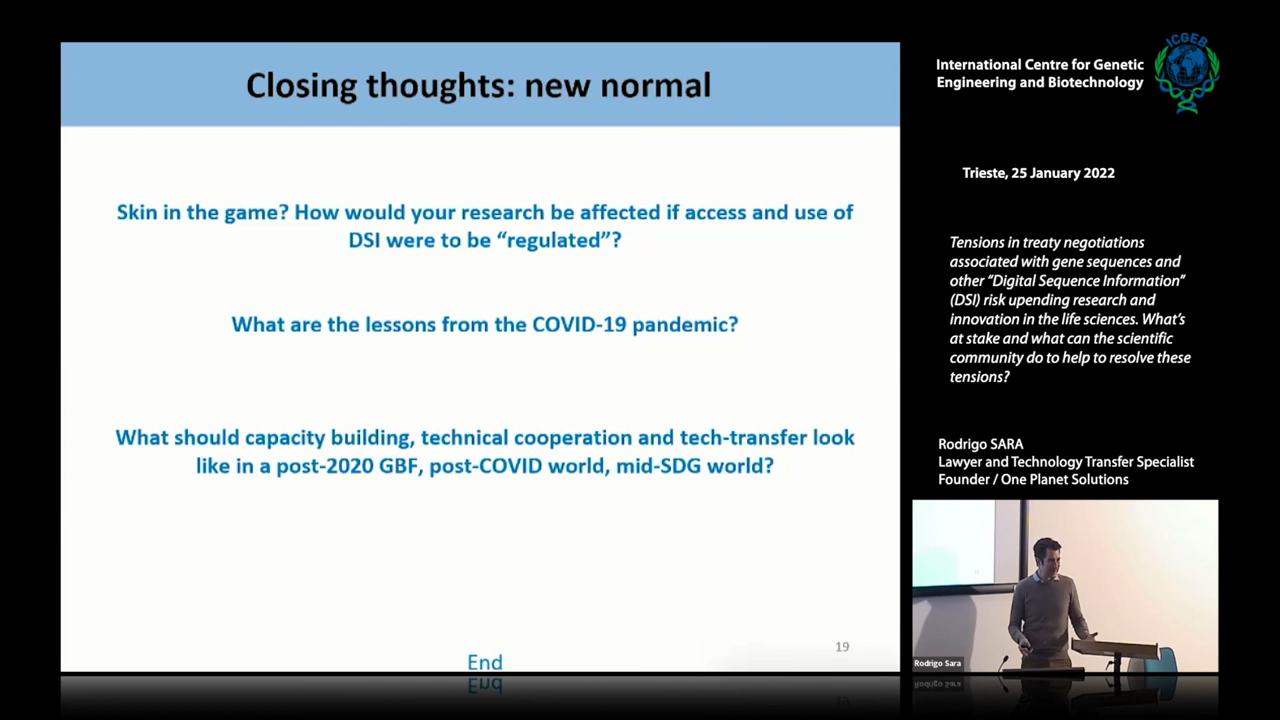 Closing thoughts: new normal
Skin in the game? How would your research be affected if access and use of
DSI were to be “regulated”?
What are the lessons from the COVID-19 pandemic?
What should capacity building, technical cooperation and tech-transfer look
like in a post-2020 GBF, post-COVID world, mid-SDG world?
19
End
International Centre for Genetic
Engineering and Biotechnology
ICGEB
Trieste, 25 January 2022
Tensions in treaty negotiations
associated with gene sequences and
other “Digital Sequence Information”
(DSI) risk upending research and
innovation in the life sciences. What’s
at stake and what can the scientific
community do to help to resolve these
tensions?
Rodrigo SARA
Lawyer and Technology Transfer Specialist
Founder / One Planet Solutions
Rodrigo Sara